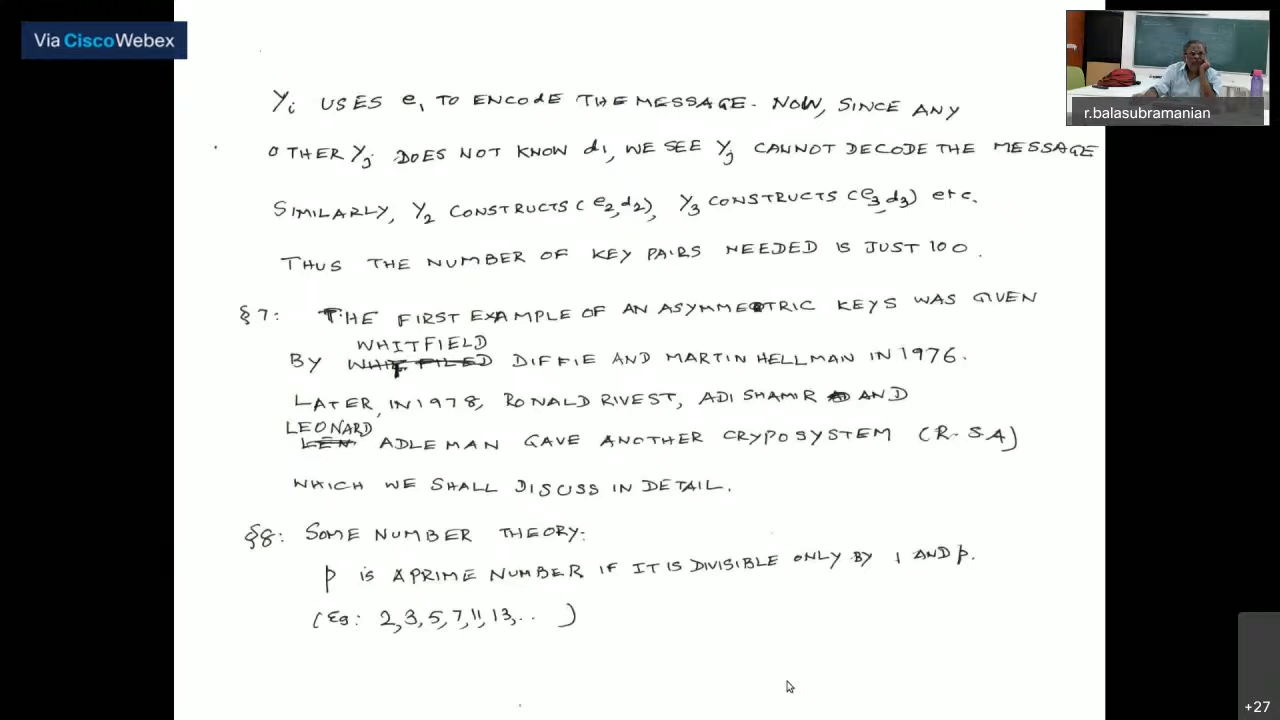 Via Cisco Webex
r.balasubramanian
Yi USES e1 TO ENCODE THE MESSAGE. NOW, SINCE ANY
OTHER Yj DOES NOT KNOW d1, WE SEE Yj CANNOT DECODE THE MESSAGE
SIMILARLY, Y2 CONSTRUCTS (e2,d2), Y3 CONSTRUCTS (e3,d3) etc.
THUS THE NUMBER OF KEY PAIRS NEEDED IS JUST 100.
§7: THE FIRST EXAMPLE OF AN ASYMMETRIC KEYS WAS GIVEN
WHITFIELD
BY DIFFIE AND MARTIN HELLMAN IN 1976.
LATER, IN 1978, RONALD RIVEST, ADI SHAMIR AND
LEONARD
ADLEMAN GAVE ANOTHER CRYPOSYSTEM (R.SA)
WHICH WE SHALL DISCUSS IN DETAIL.
§8: SOME NUMBER THEORY:
p IS A PRIME NUMBER IF IT IS DIVISIBLE ONLY BY 1 AND p.
(Eg: 2,3,5,7,11,13,.. )
+27